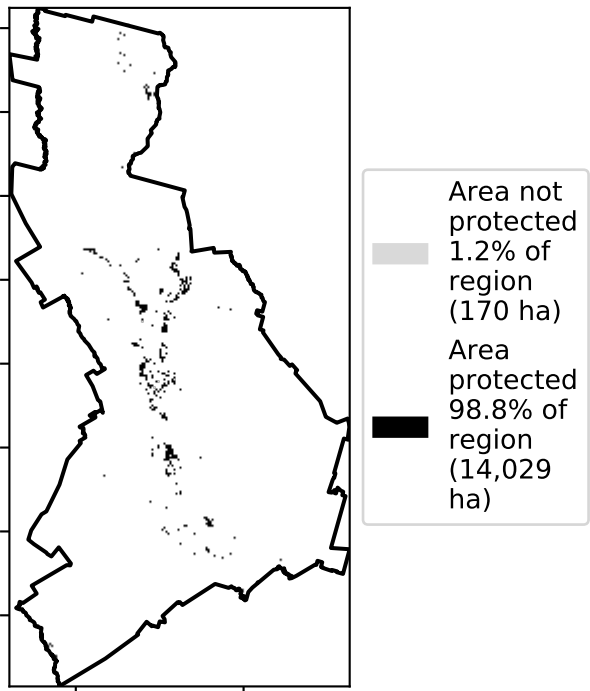 Area not
protected
1.2% of
region
(170 ha)
Area
protected
98.8% of
region
(14,029
ha)